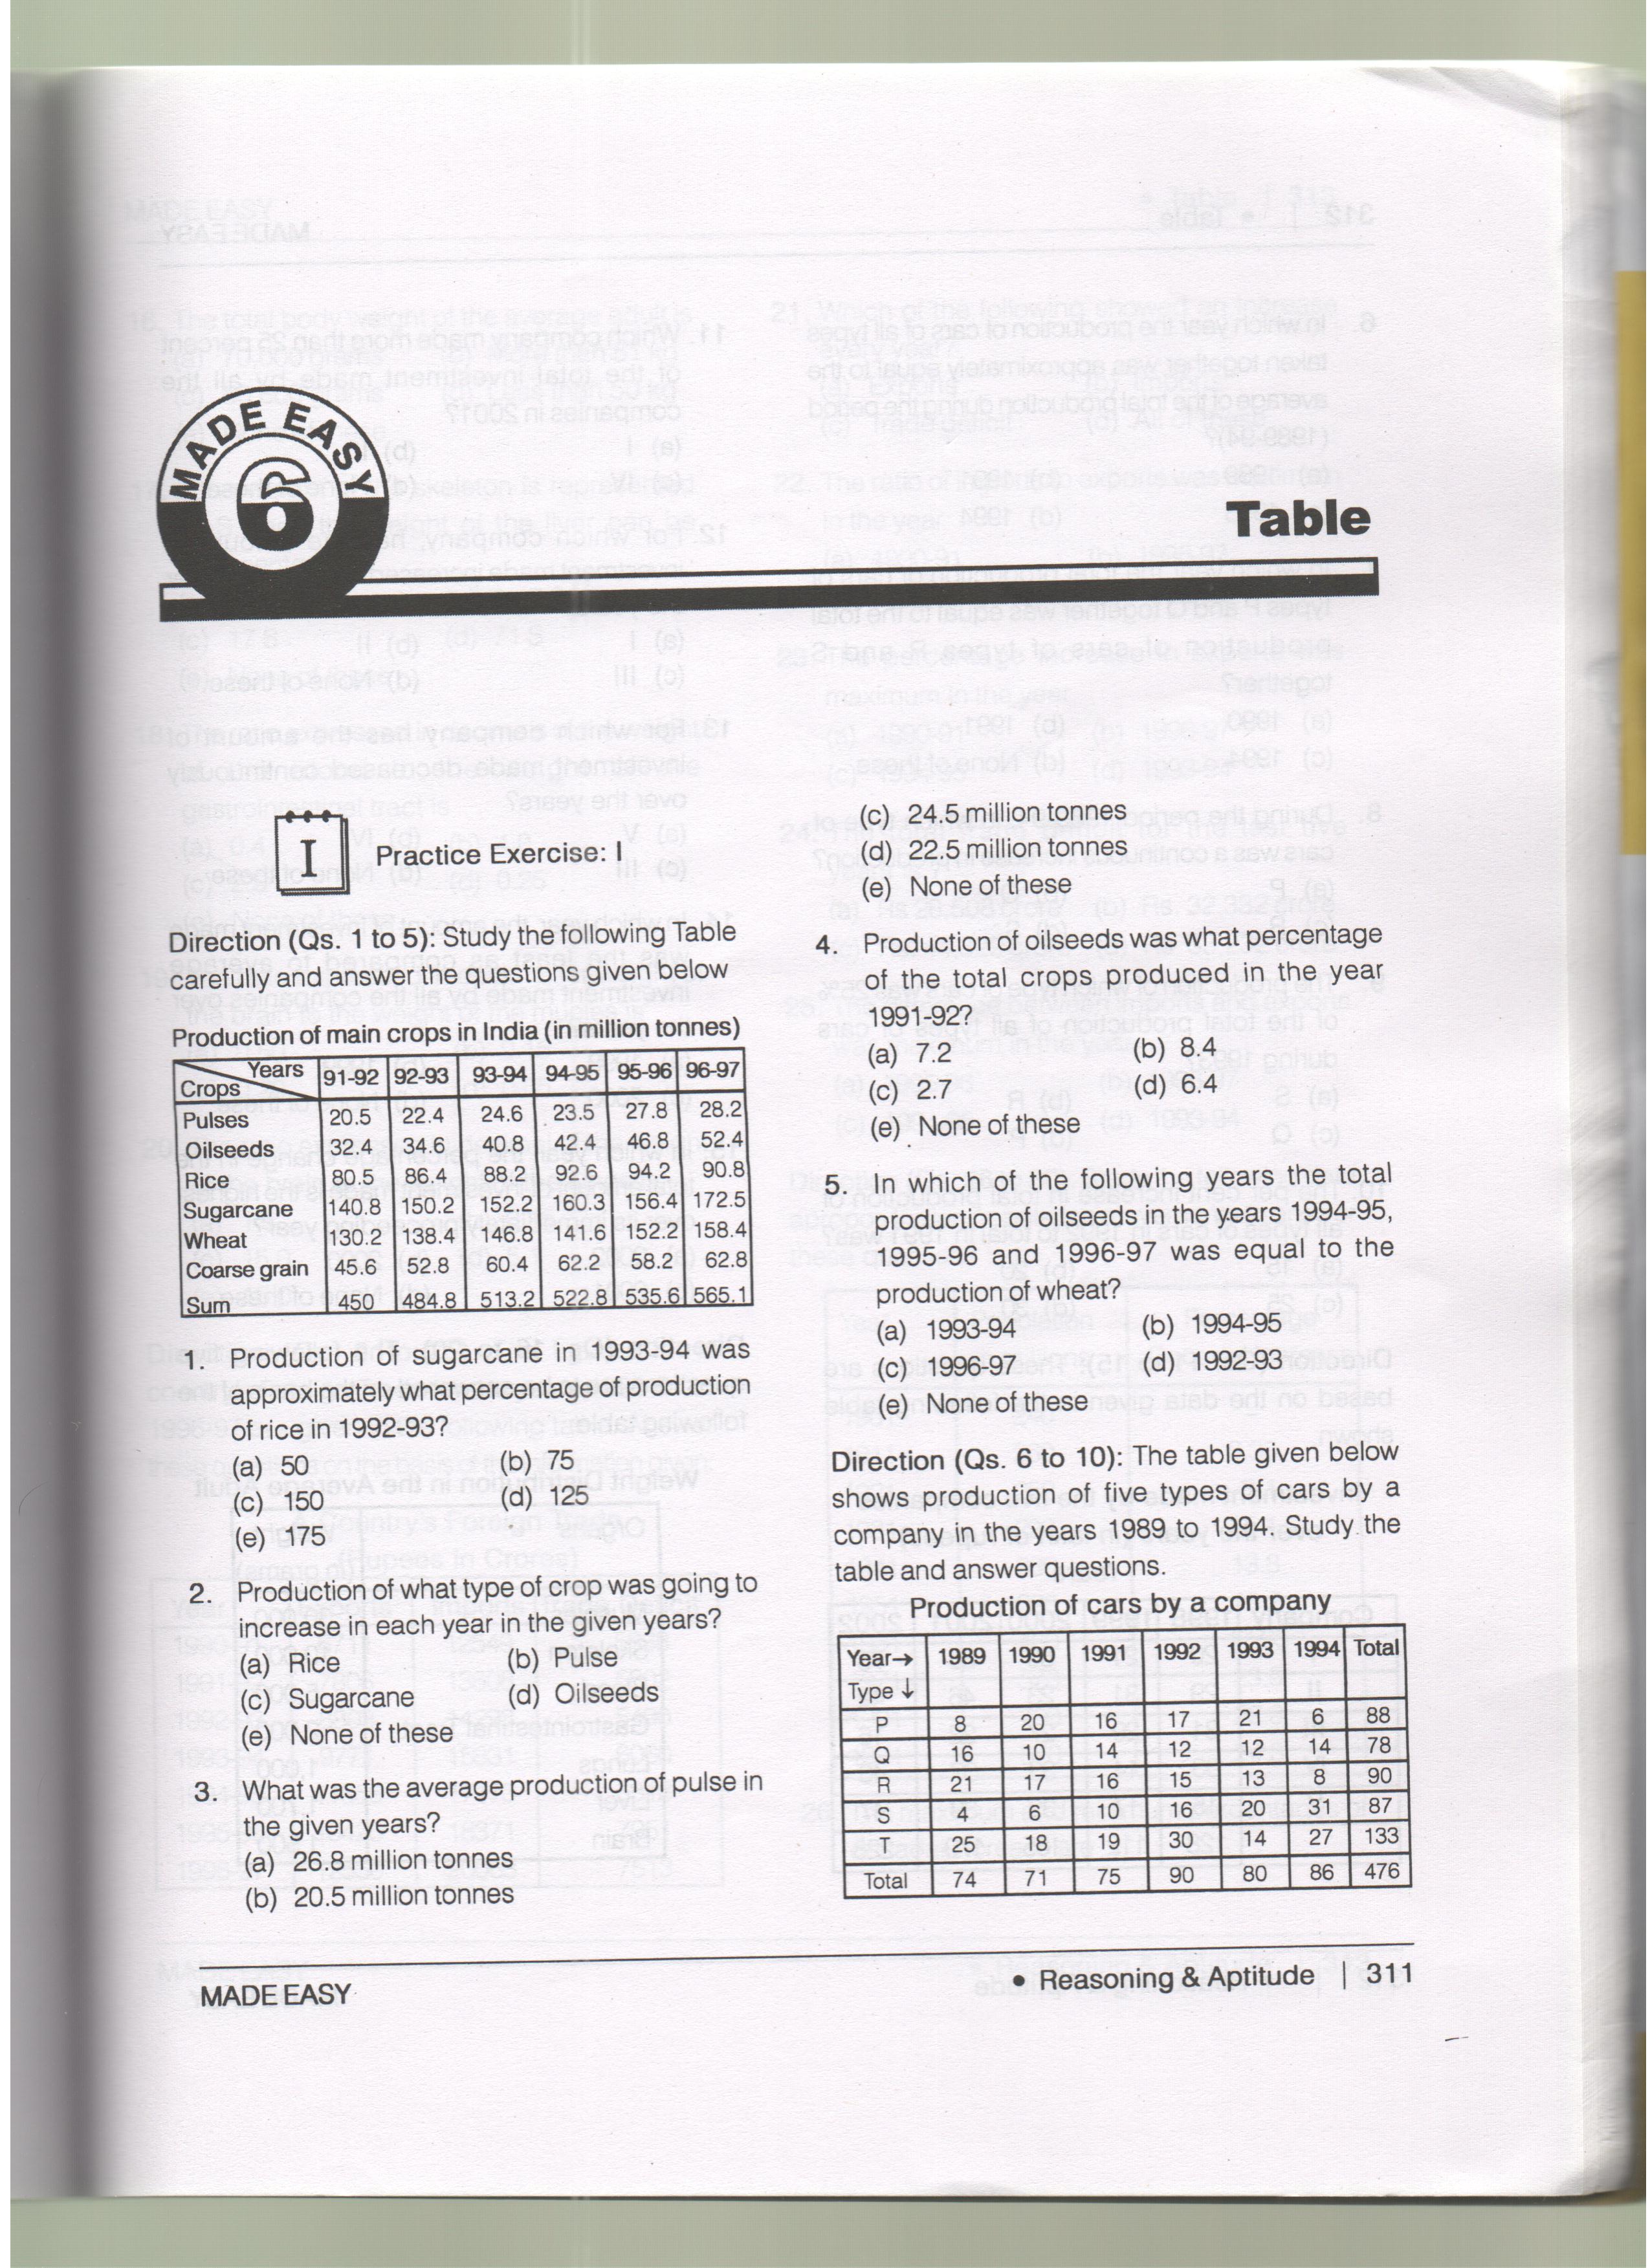 MADE EASY
6
Table
I
Practice Exercise: I
Direction (Qs. 1 to 5): Study the following Table
carefully and answer the questions given below
Production of main crops in India (in million tonnes)
Years 91-92 92-93 93-94 94-95 95-96 96-97
Crops
Pulses 20.5 22.4 24.6 23.5 27.8 28.2
Oilseeds 32.4 34.6 40.8 42.4 46.8 52.4
Rice 80.5 86.4 88.2 92.6 94.2 90.8
Sugarcane 140.8 150.2 152.2 160.3 156.4 172.5
Wheat 130.2 138.4 146.8 141.6 152.2 158.4
Coarse grain 45.6 52.8 60.4 62.2 58.2 62.8
Sum 450 484.8 513.2 522.8 535.6 565.1
1. Production of sugarcane in 1993-94 was
approximately what percentage of production
of rice in 1992-93?
(a) 50 (b) 75
(c) 150 (d) 125
(e) 175
2. Production of what type of crop was going to
increase in each year in the given years?
(a) Rice (b) Pulse
(c) Sugarcane (d) Oilseeds
(e) None of these
3. What was the average production of pulse in
the given years?
(a) 26.8 million tonnes
(b) 20.5 million tonnes
(c) 24.5 million tonnes
(d) 22.5 million tonnes
(e) None of these
4. Production of oilseeds was what percentage
of the total crops produced in the year
1991-92?
(a) 7.2 (b) 8.4
(c) 2.7 (d) 6.4
(e) None of these
5. In which of the following years the total
production of oilseeds in the years 1994-95,
1995-96 and 1996-97 was equal to the
production of wheat?
(a) 1993-94 (b) 1994-95
(c) 1996-97 (d) 1992-93
(e) None of these
Direction (Qs. 6 to 10): The table given below
shows production of five types of cars by a
company in the years 1989 to 1994. Study the
table and answer questions.
Production of cars by a company
Year→ 1989 1990 1991 1992 1993 1994 Total
Type ↓
P 8 20 16 17 21 6 88
Q 16 10 14 12 12 14 78
R 21 17 16 15 13 8 90
S 4 6 10 16 20 31 87
T 25 18 19 30 14 27 133
Total 74 71 75 90 80 86 476
MADE EASY
• Reasoning & Aptitude | 311